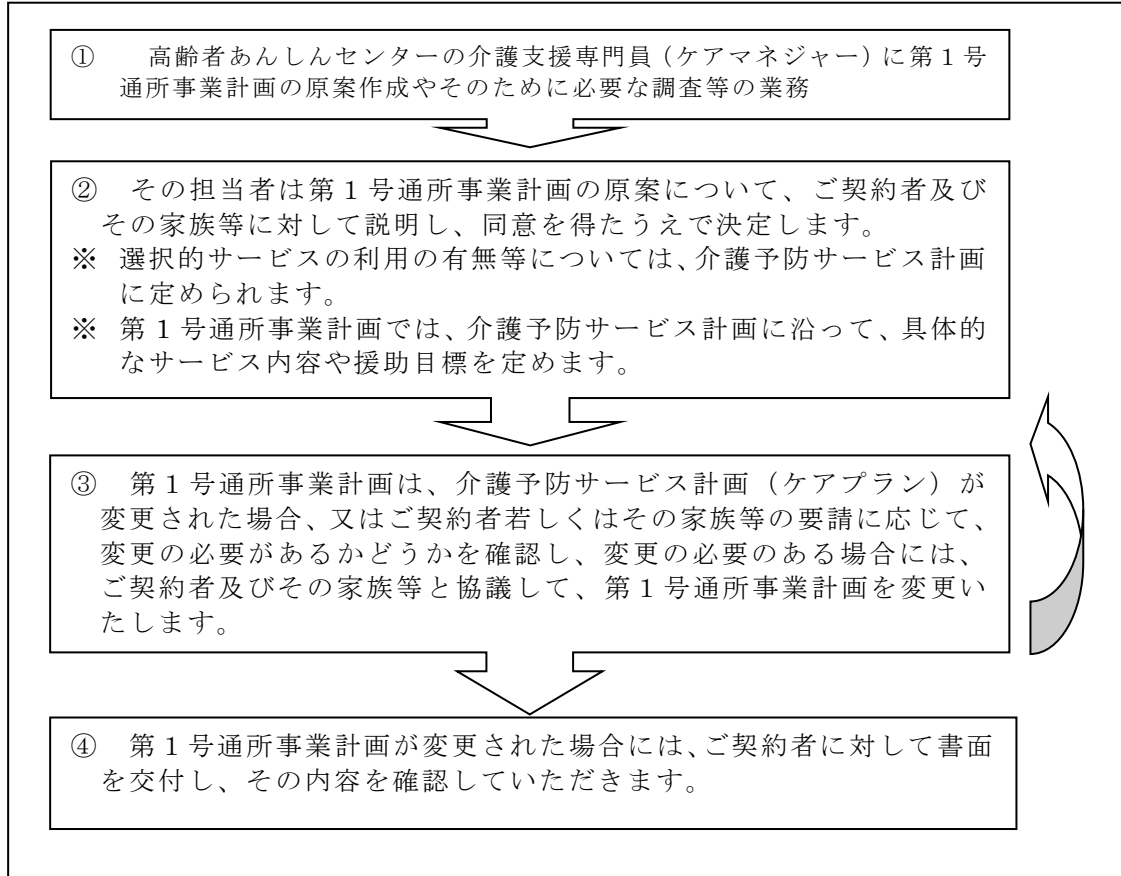 ① 高齢者あんしんセンターの介護支援専門員(ケアマネジャー)に第1号
通所事業計画の原案作成やそのために必要な調査等の業務
② その担当者は第1号通所事業計画の原案について、ご契約者及び
その家族等に対して説明し、同意を得たうえで決定します。
※ 選択的サービスの利用の有無等については、介護予防サービス計画
に定められます。
※ 第1号通所事業計画では、介護予防サービス計画に沿って、具体的
なサービス内容や援助目標を定めます。
③ 第1号通所事業計画は、介護予防サービス計画(ケアプラン)が
変更された場合、又はご契約者若しくはその家族等の要請に応じて、
変更の必要があるかどうかを確認し、変更の必要のある場合には、
ご契約者及びその家族等と協議して、第1号通所事業計画を変更い
たします。
④ 第1号通所事業計画が変更された場合には、ご契約者に対して書面
を交付し、その内容を確認していただきます。